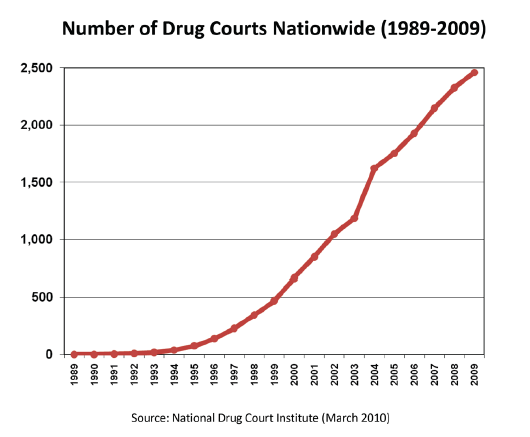 Number of Drug Courts Nationwide (1989-2009)
2,500
2,000
1,500
1,000
500
0
1989 1990 1991 1992 1993 1994 1995 1996 1997 1998 1999 2000 2001 2002 2003 2004 2005 2006 2007 2008 2009
Source: National Drug Court Institute (March 2010)